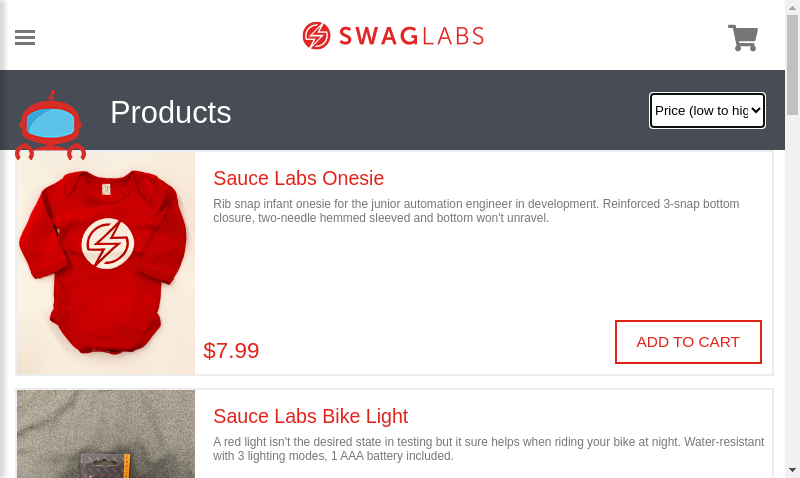 SWAGLABS
Products
Price (low to hig
Sauce Labs Onesie
Rib snap infant onesie for the junior automation engineer in development. Reinforced 3-snap bottom
closure, two-needle hemmed sleeved and bottom won't unravel.
$7.99
ADD TO CART
Sauce Labs Bike Light
A red light isn't the desired state in testing but it sure helps when riding your bike at night. Water-resistant
with 3 lighting modes, 1 AAA battery included.